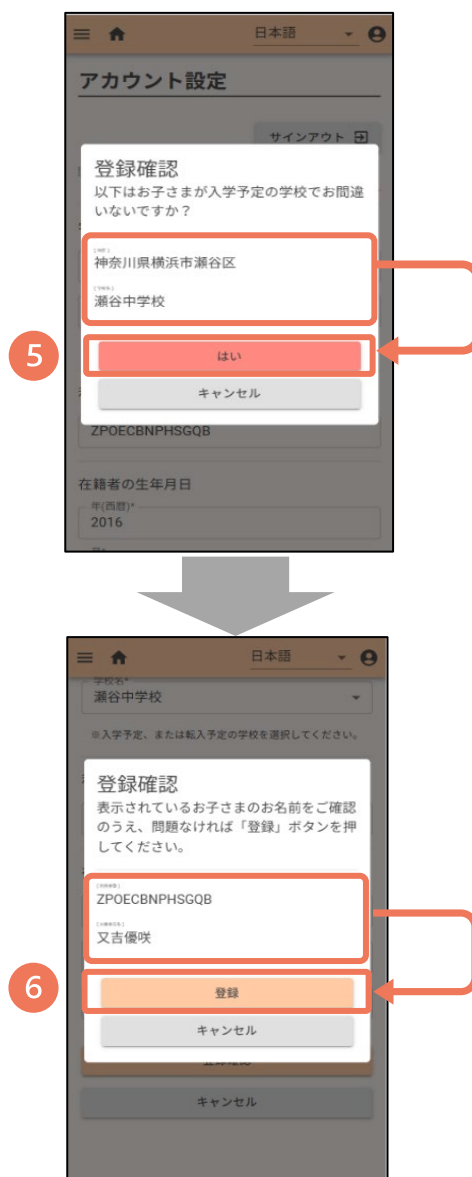 日本語
アカウント設定
サインアウト
登録確認
以下はお子さまが入学予定の学校でお間違
いないですか？
神奈川県横浜市瀬谷区
瀬谷中学校
5
はい
キャンセル
ZPOECBNPHSGQB
在籍者の生年月日
年(西暦)*
2016
日本語
学校名*
瀬谷中学校
※入学予定、または転入予定の学校を選択してください。
登録確認
表示されているお子さまのお名前をご確認
のうえ、問題なければ「登録」ボタンを押
してください。
ZPOECBNPHSGQB
又吉優咲
6
登録
キャンセル
キャンセル